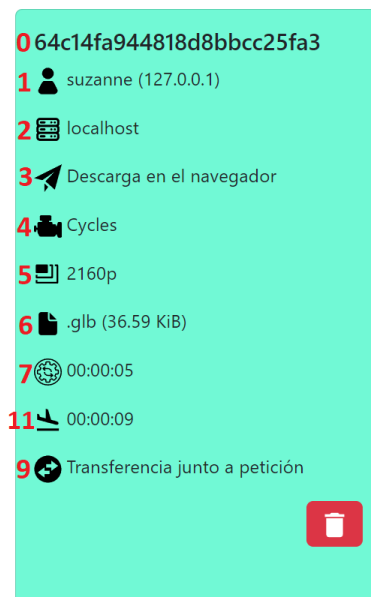 0 64c14fa944818d8bbcc25fa3
1 suzanne (127.0.0.1)
2 localhost
3 Descarga en el navegador
4 Cycles
5 2160p
6 .glb (36.59 KiB)
7 00:00:05
11 00:00:09
9 Transferencia junto a petición